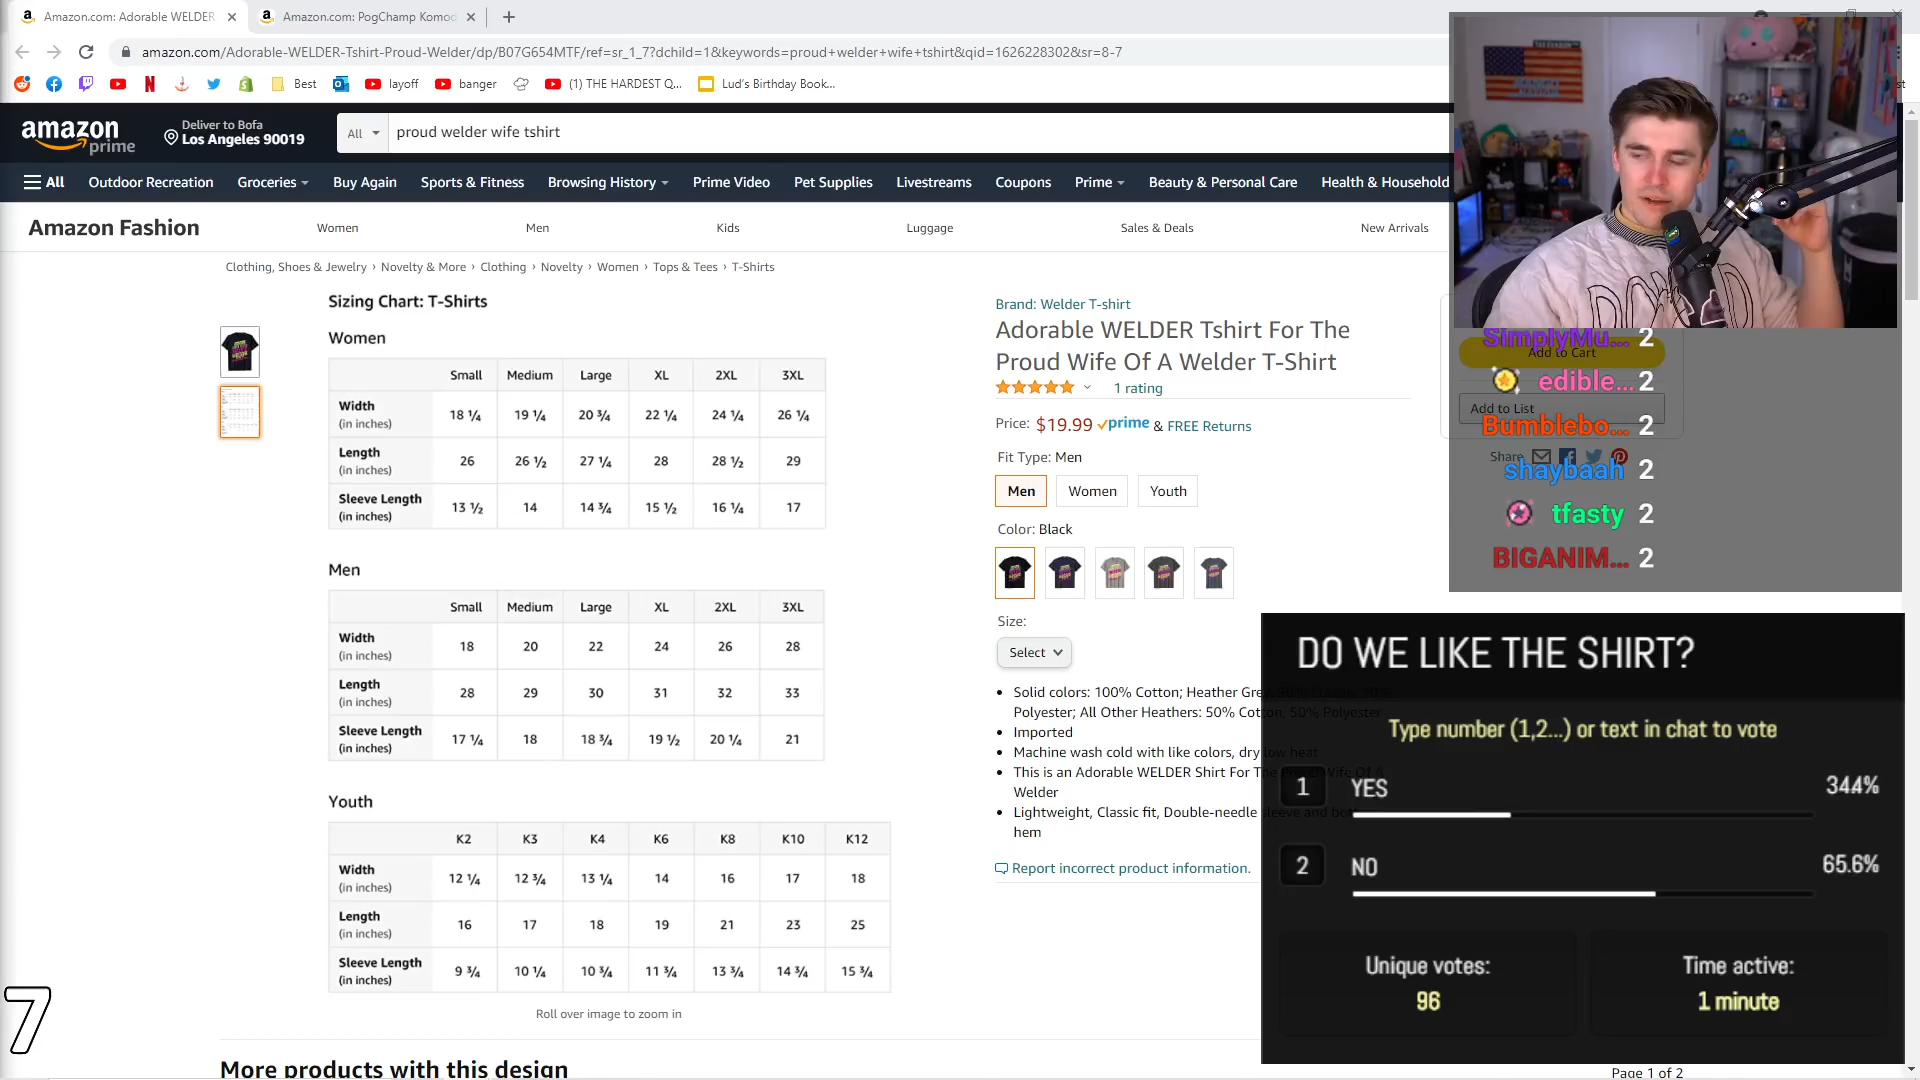 Amazon.com: Adorable WELDER
Amazon.com: PogChamp Komod
amazon.com/Adorable-WELDER-Tshirt-Proud-Welder/dp/B07G654MTF/ref=sr_1_7?dchild=1&keywords=proud+welder+wife+tshirt&qid=1626228302&sr=8-7
Best
layoff
banger
(1) THE HARDEST Q...
Lud's Birthday Book...
amazon prime
Deliver to Bofa
Los Angeles 90019
All
proud welder wife tshirt
All Outdoor Recreation Groceries Buy Again Sports & Fitness Browsing History Prime Video Pet Supplies Livestreams Coupons Prime Beauty & Personal Care Health & Household
Amazon Fashion Women Men Kids Luggage Sales & Deals New Arrivals
Clothing, Shoes & Jewelry › Novelty & More › Clothing › Novelty › Women › Tops & Tees › T-Shirts
Sizing Chart: T-Shirts
Women
Small Medium Large XL 2XL 3XL
Width (in inches) 18 ¼ 19 ¼ 20 ¾ 22 ¼ 24 ¼ 26 ¼
Length (in inches) 26 26 ½ 27 ¼ 28 28 ½ 29
Sleeve Length (in inches) 13 ½ 14 14 ¾ 15 ½ 16 ¼ 17
Men
Small Medium Large XL 2XL 3XL
Width (in inches) 18 20 22 24 26 28
Length (in inches) 28 29 30 31 32 33
Sleeve Length (in inches) 17 ¼ 18 18 ¾ 19 ½ 20 ¼ 21
Youth
K2 K3 K4 K6 K8 K10 K12
Width (in inches) 12 ¼ 12 ¾ 13 ¼ 14 16 17 18
Length (in inches) 16 17 18 19 21 23 25
Sleeve Length (in inches) 9 ¾ 10 ¼ 10 ¾ 11 ¾ 13 ¾ 14 ¾ 15 ¾
Roll over image to zoom in
More products with this design
Page 1 of 2
7
Brand: Welder T-shirt
Adorable WELDER Tshirt For The
Proud Wife Of A Welder T-Shirt
1 rating
Price: $19.99 prime & FREE Returns
Fit Type: Men
Men Women Youth
Color: Black
Size:
Select
Solid colors: 100% Cotton; Heather Grey
Polyester; All Other Heathers: 50% Cotton, 50% Polyester
Imported
Machine wash cold with like colors, dry low heat
This is an Adorable WELDER Shirt For The Proud Wife Of A
Welder
Lightweight, Classic fit, Double-needle sleeve and bo
hem
Report incorrect product information.
Add to Cart
Add to List
Share
SimplyMu... 2
edible... 2
Bumblebo... 2
shaybaah 2
tfasty 2
BIGANIM... 2
DO WE LIKE THE SHIRT?
Type number (1,2...) or text in chat to vote
1 YES 34.4%
2 NO 65.6%
Unique votes:
96
Time active:
1 minute